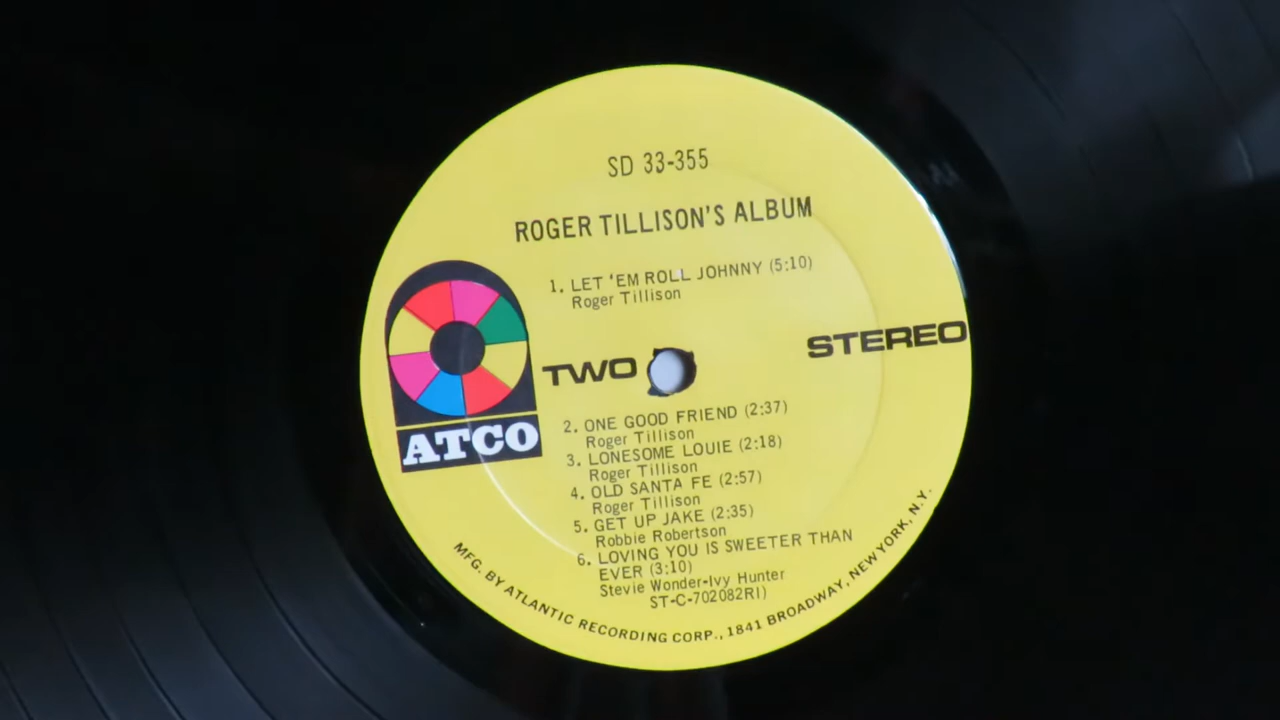 SD 33-355
ROGER TILLISON'S ALBUM
1. LET 'EM ROLL JOHNNY (5:10)
Roger Tillison
TWO
STEREO
ATCO
2. ONE GOOD FRIEND (2:37)
Roger Tillison
3. LONESOME LOUIE (2:18)
Roger Tillison
4. OLD SANTA FE (2:57)
Roger Tillison
5. GET UP JAKE (2:35)
Robbie Robertson
6. LOVING YOU IS SWEETER THAN
EVER (3:10)
Stevie Wonder-Ivy Hunter
ST-C-702082RI)
MFG. BY ATLANTIC RECORDING CORP., 1841 BROADWAY, NEW YORK, N.Y.